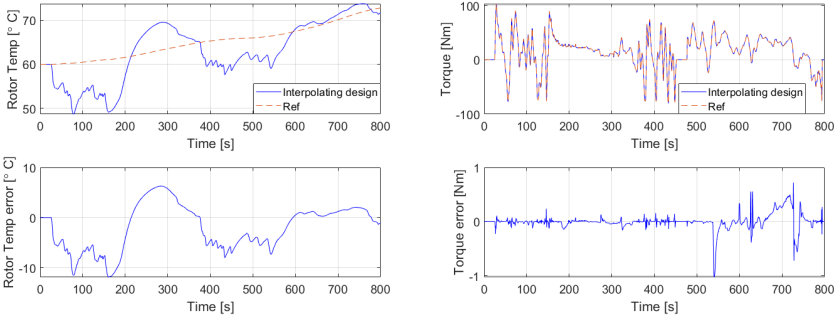 Rotor Temp [° C]
70
60
50
Interpolating design
Ref
0 100 200 300 400 500 600 700 800
Time [s]
Torque [Nm]
100
0
-100
Interpolating design
Ref
0 100 200 300 400 500 600 700 800
Time [s]
Rotor Temp error [° C]
10
0
-10
0 100 200 300 400 500 600 700 800
Time [s]
Torque error [Nm]
1
0
-1
0 100 200 300 400 500 600 700 800
Time [s]